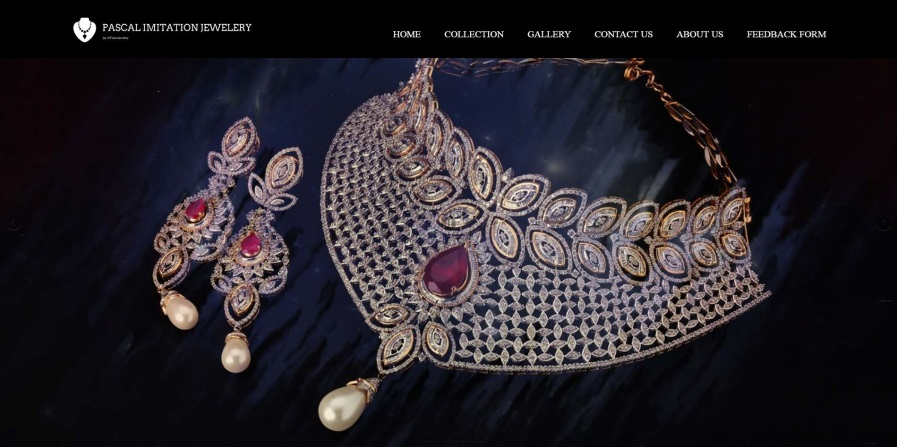 PASCAL IMITATION JEWELERY
HOME COLLECTION GALLERY CONTACT US ABOUT US FEEDBACK FORM